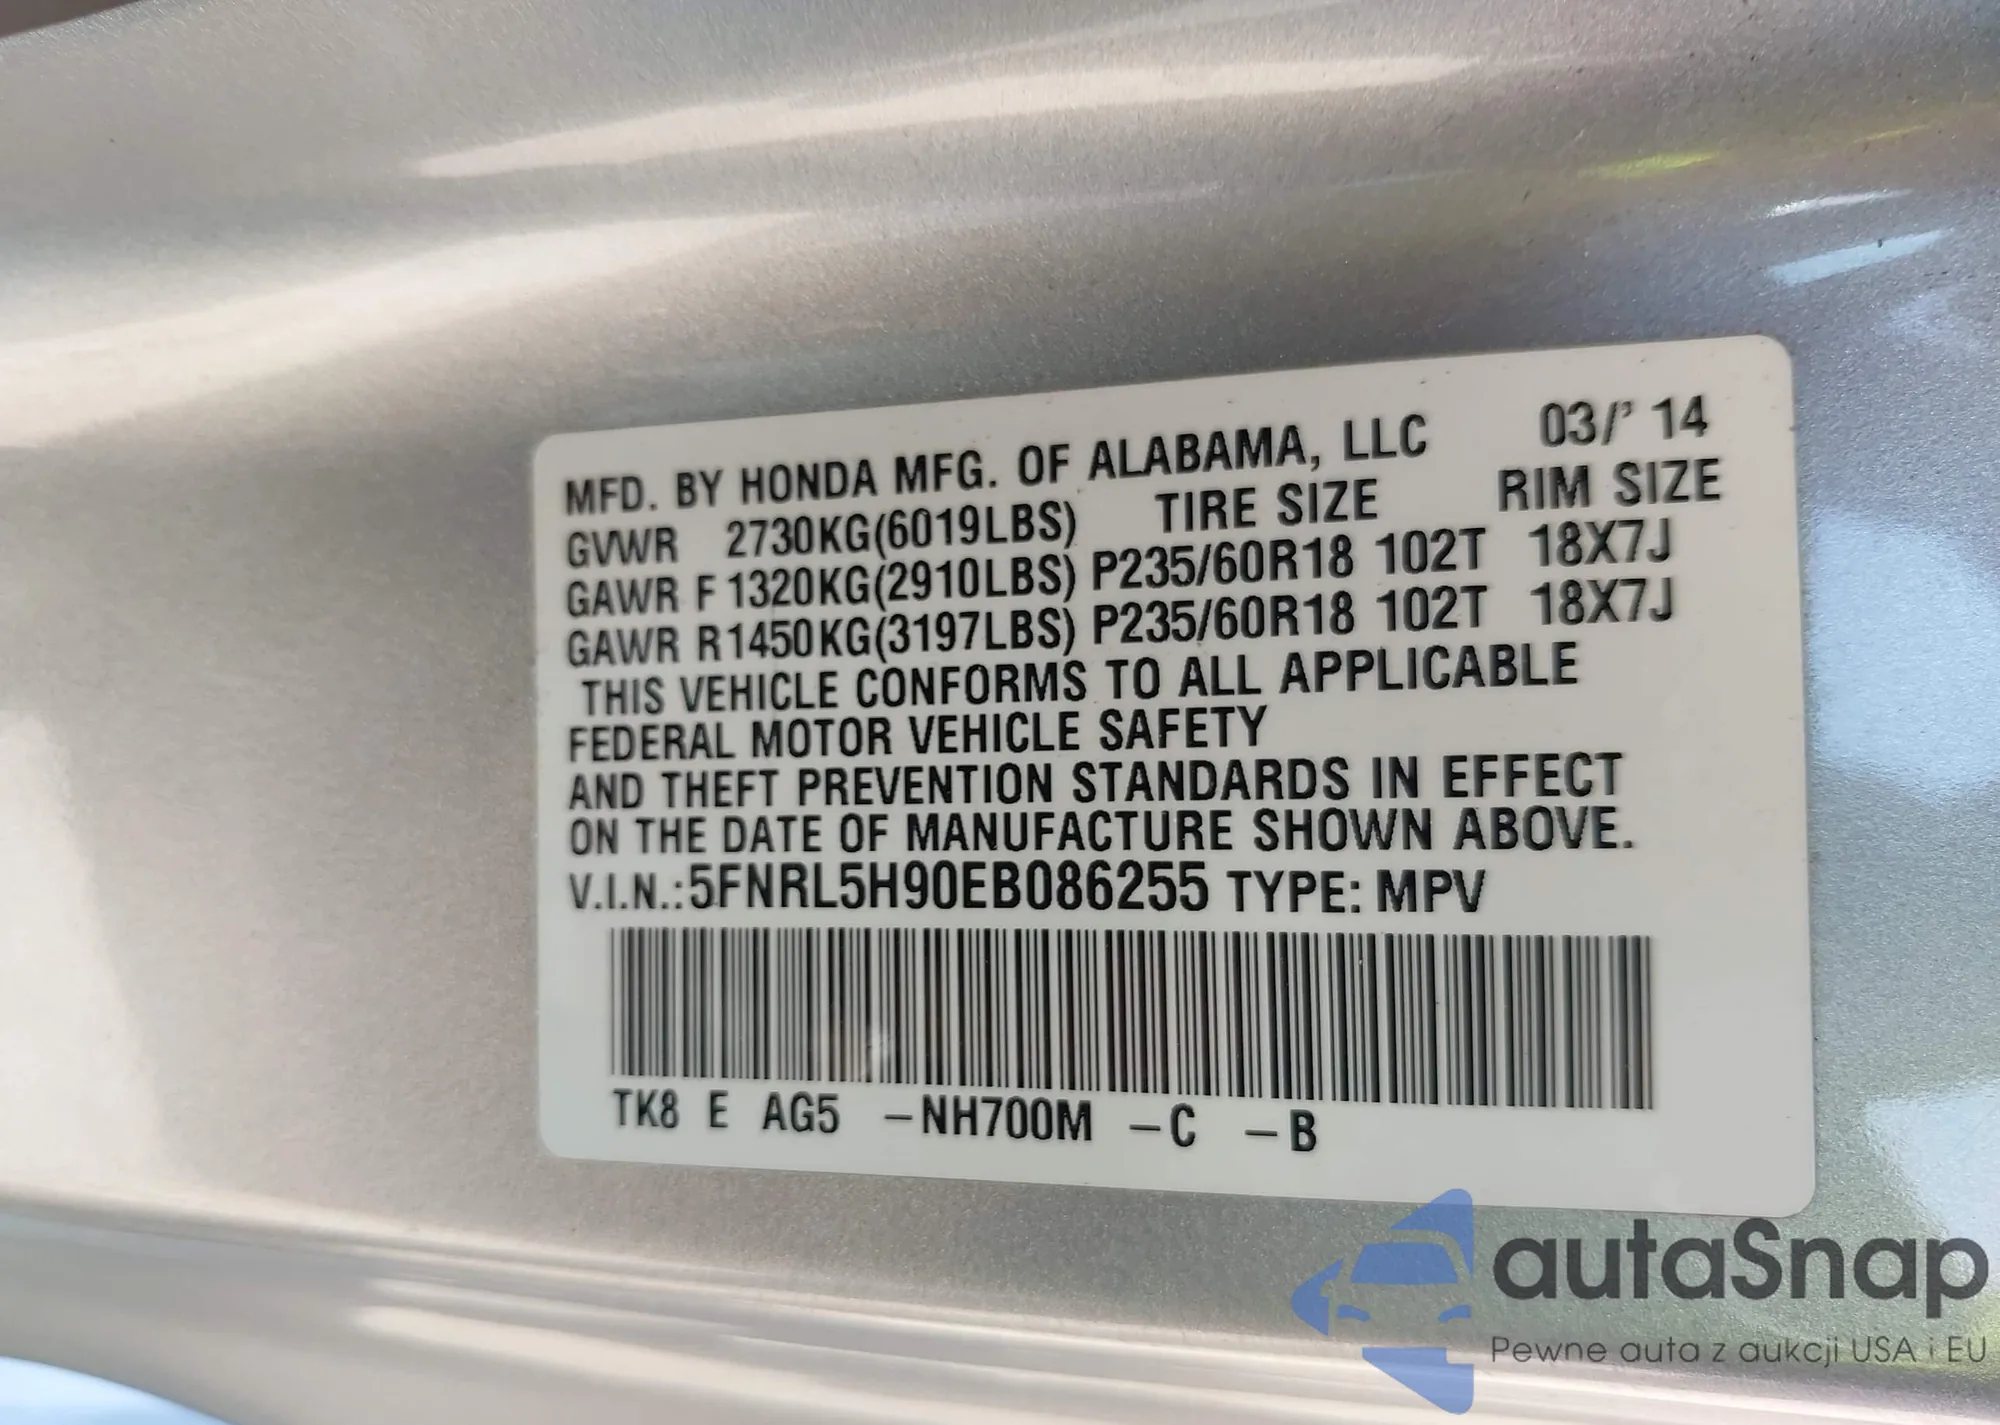 MFD. BY HONDA MFG. OF ALABAMA, LLC 03/' 14
GVWR 2730KG(6019LBS) TIRE SIZE RIM SIZE
GAWR F 1320KG(2910LBS) P235/60R18 102T 18X7J
GAWR R1450KG(3197LBS) P235/60R18 102T 18X7J
THIS VEHICLE CONFORMS TO ALL APPLICABLE
FEDERAL MOTOR VEHICLE SAFETY
AND THEFT PREVENTION STANDARDS IN EFFECT
ON THE DATE OF MANUFACTURE SHOWN ABOVE.
V.I.N.:5FNRL5H90EB086255 TYPE: MPV
TK8 E AG5 –NH700M –C –B
autaSnap
Pewne auta z aukcji USA i EU